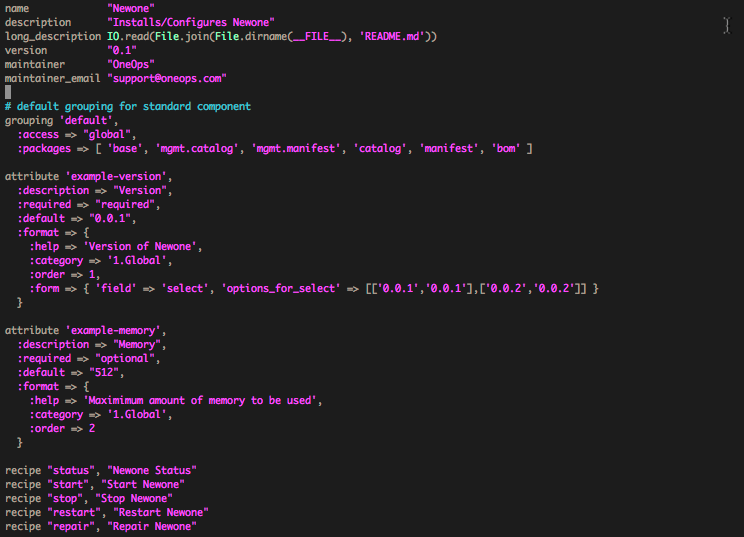 name             "Newone"
description      "Installs/Configures Newone"
long_description IO.read(File.join(File.dirname(__FILE__), 'README.md'))
version          "0.1"
maintainer       "OneOps"
maintainer_email "support@oneops.com"
# default grouping for standard component
grouping 'default',
  :access => "global",
  :packages => [ 'base', 'mgmt.catalog', 'mgmt.manifest', 'catalog', 'manifest', 'bom' ]
attribute 'example-version',
  :description => "Version",
  :required => "required",
  :default => "0.0.1",
  :format => {
    :help => 'Version of Newone',
    :category => '1.Global',
    :order => 1,
    :form => { 'field' => 'select', 'options_for_select' => [['0.0.1','0.0.1'],['0.0.2','0.0.2']] }
  }
attribute 'example-memory',
  :description => "Memory",
  :required => "optional",
  :default => "512",
  :format => {
    :help => 'Maximimum amount of memory to be used',
    :category => '1.Global',
    :order => 2
  }
recipe "status", "Newone Status"
recipe "start", "Start Newone"
recipe "stop", "Stop Newone"
recipe "restart", "Restart Newone"
recipe "repair", "Repair Newone"